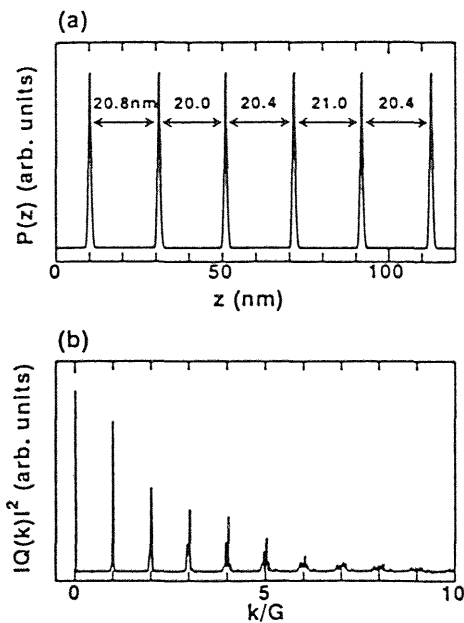 (a)
P(z) (arb. units)
20.8nm 20.0 20.4 21.0 20.4
0 50 100
z (nm)
(b)
|Q(k)|² (arb. units)
0 5 10
k/G